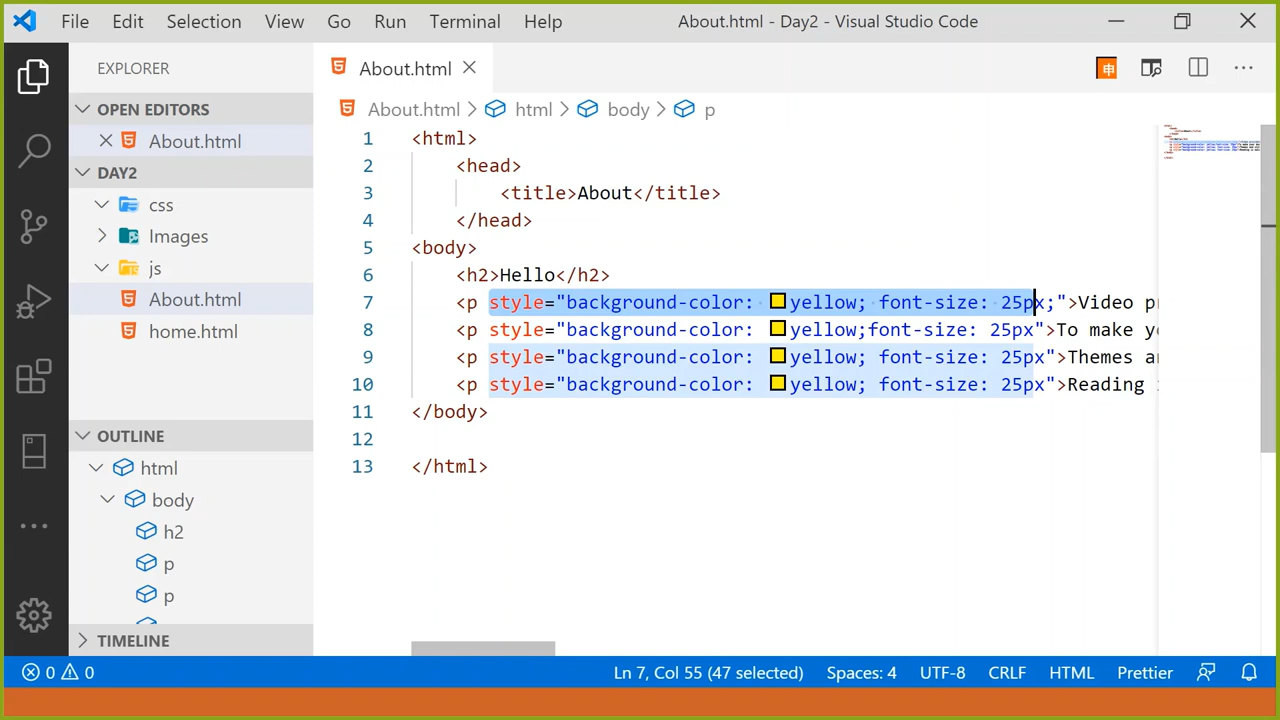 File Edit Selection View Go Run Terminal Help About.html - Day2 - Visual Studio Code
EXPLORER
OPEN EDITORS
About.html
DAY2
css
Images
js
About.html
home.html
OUTLINE
html
body
h2
p
p
TIMELINE
About.html
About.html > html > body > p
1 <html>
2 <head>
3 <title>About</title>
4 </head>
5 <body>
6 <h2>Hello</h2>
7 <p style="background-color: yellow; font-size: 25px;">Video
8 <p style="background-color: yellow;font-size: 25px">To make
9 <p style="background-color: yellow; font-size: 25px">Themes
10 <p style="background-color: yellow; font-size: 25px">Reading
11 </body>
12
13 </html>
0 0 Ln 7, Col 55 (47 selected) Spaces: 4 UTF-8 CRLF HTML Prettier